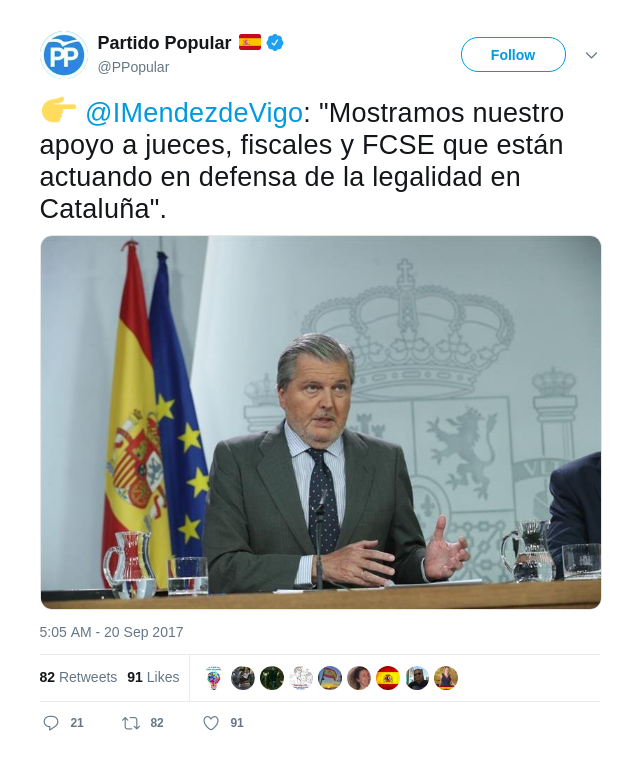 PP
Partido Popular 🇪🇸
@PPopular
Follow
👉 @IMendezdeVigo: "Mostramos nuestro
apoyo a jueces, fiscales y FCSE que están
actuando en defensa de la legalidad en
Cataluña".
5:05 AM - 20 Sep 2017
82 Retweets 91 Likes
21 82 91